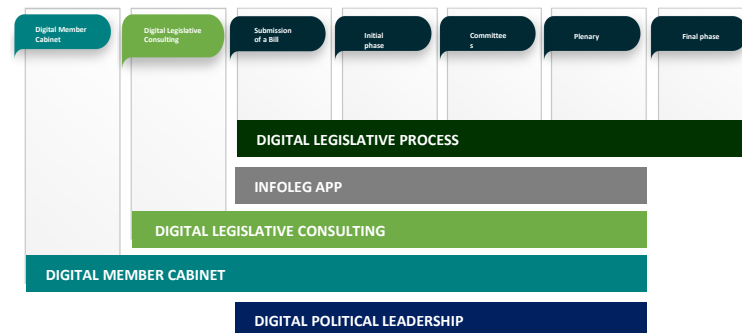 Digital Member
Cabinet
Digital Legislative
Consulting
Submission
of a Bill
Initial
phase
Committee
s
Plenary
Final phase
DIGITAL LEGISLATIVE PROCESS
INFOLEG APP
DIGITAL LEGISLATIVE CONSULTING
DIGITAL MEMBER CABINET
DIGITAL POLITICAL LEADERSHIP